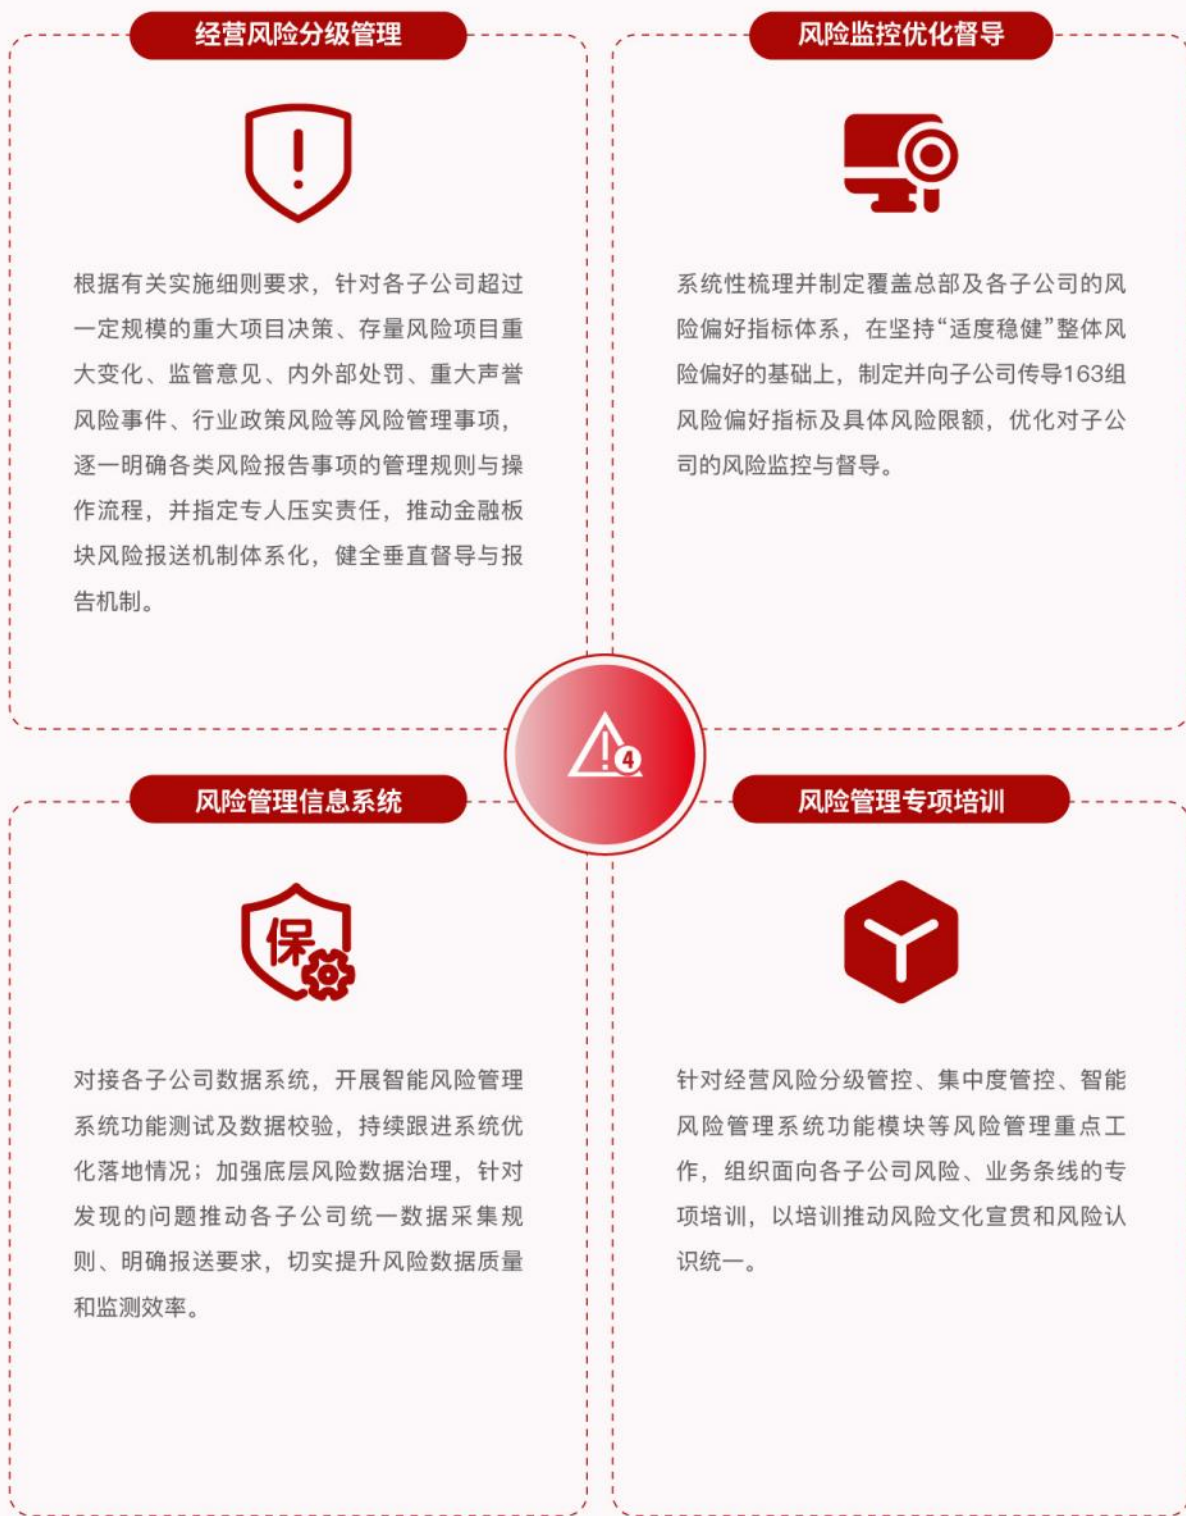 经营风险分级管理
根据有关实施细则要求，针对各子公司超过
一定规模的重大项目决策、存量风险项目重
大变化、监管意见、内外部处罚、重大声誉
风险事件、行业政策风险等风险管理事项，
逐一明确各类风险报告事项的管理规则与操
作流程，并指定专人压实责任，推动金融板
块风险报送机制体系化，健全垂直督导与报
告机制。
风险监控优化督导
系统性梳理并制定覆盖总部及各子公司的风
险偏好指标体系，在坚持“适度稳健”整体风
险偏好的基础上，制定并向子公司传导163组
风险偏好指标及具体风险限额，优化对子公
司的风险监控与督导。
4
风险管理信息系统
保
对接各子公司数据系统，开展智能风险管理
系统功能测试及数据校验，持续跟进系统优
化落地情况；加强底层风险数据治理，针对
发现的问题推动各子公司统一数据采集规
则、明确报送要求，切实提升风险数据质量
和监测效率。
风险管理专项培训
针对经营风险分级管控、集中度管控、智能
风险管理系统功能模块等风险管理重点工
作，组织面向各子公司风险、业务条线的专
项培训，以培训推动风险文化宣贯和风险认
识统一。